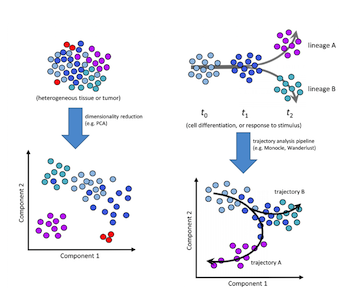 lineage A
lineage B
(heterogeneous tissue or tumor)
t0 t1 t2
(cell differentiation, or response to stimulus)
dimensionality reduction
(e.g. PCA)
trajectory analysis pipeline
(e.g. Monocle, Wanderlust)
Component 2
Component 1
Component 2
trajectory B
trajectory A
Component 1